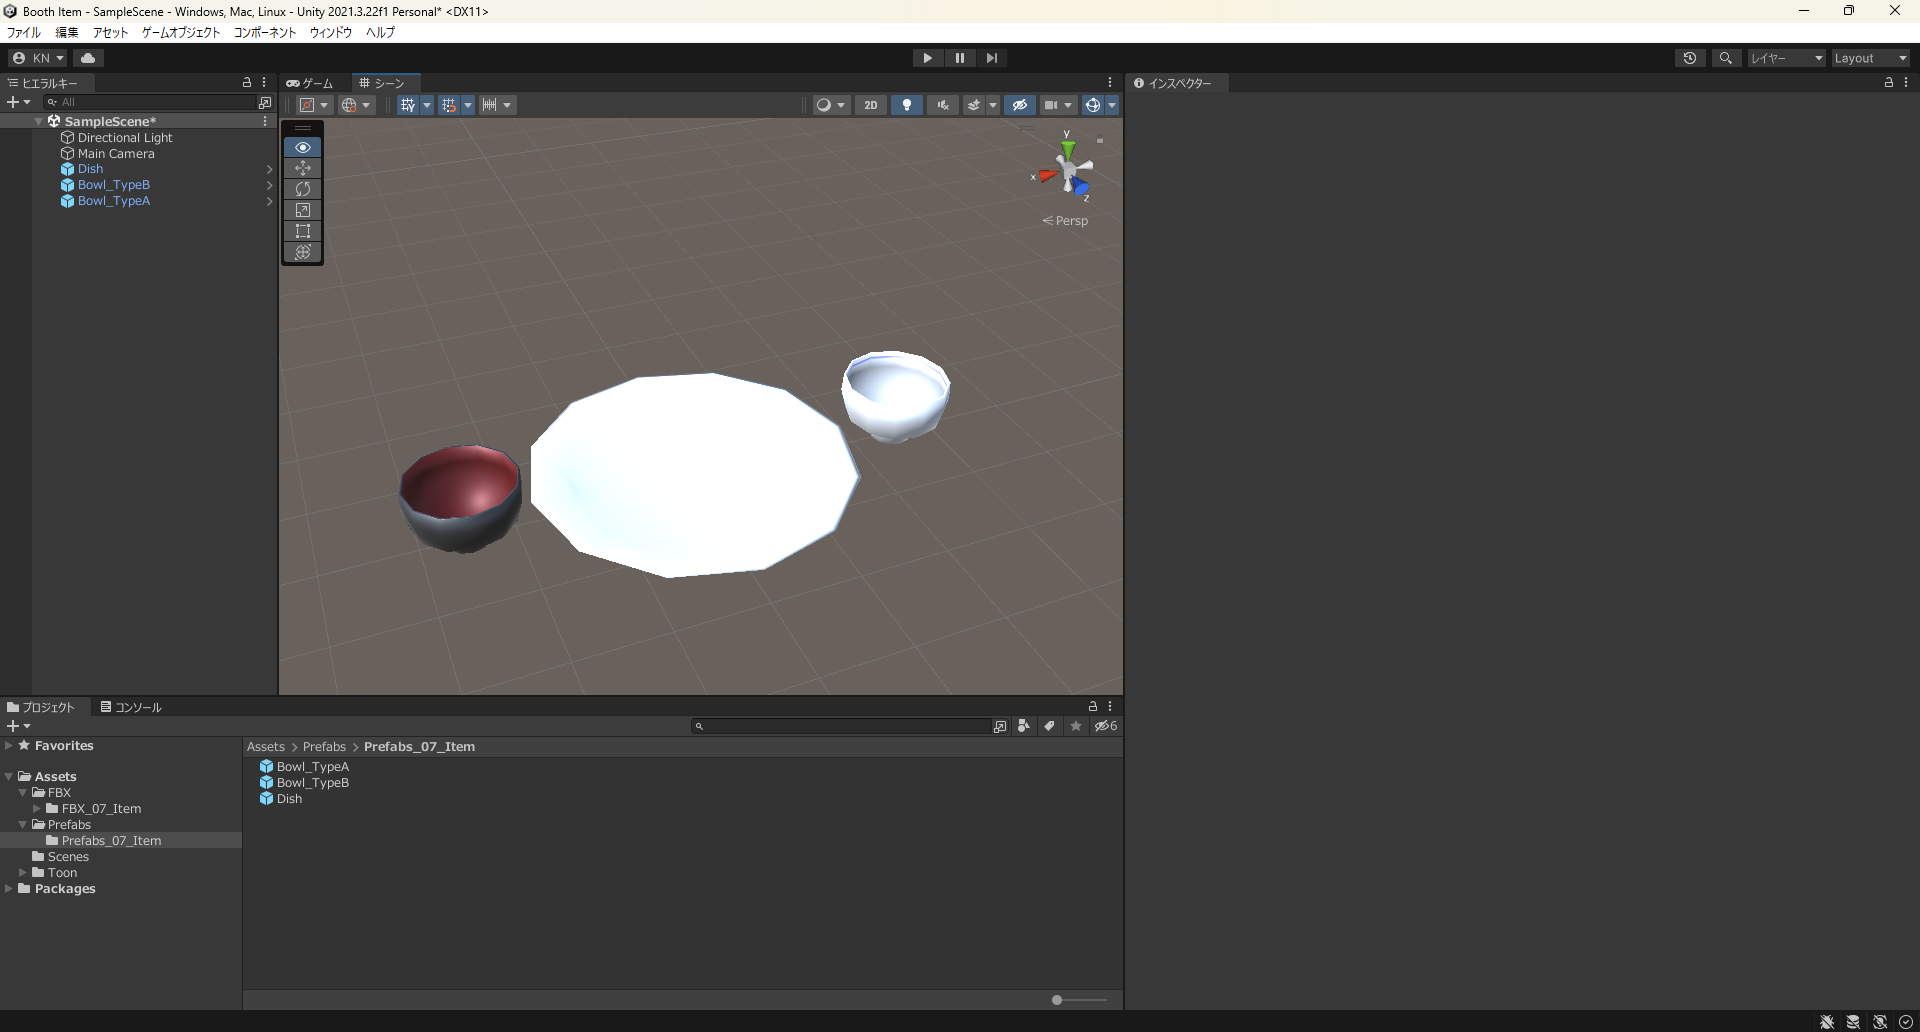 Booth Item - SampleScene - Windows, Mac, Linux - Unity 2021.3.22f1 Personal* <DX11>
ファイル 編集 アセット ゲームオブジェクト コンポーネント ウィンドウ ヘルプ
KN レイヤー Layout
ヒエラルキー
All
SampleScene*
Directional Light
Main Camera
Dish
Bowl_TypeB
Bowl_TypeA
ゲーム シーン
2D
y
x
z
Persp
インスペクター
プロジェクト コンソール
6
Favorites
Assets
FBX
FBX_07_Item
Prefabs
Prefabs_07_Item
Scenes
Toon
Packages
Assets > Prefabs > Prefabs_07_Item
Bowl_TypeA
Bowl_TypeB
Dish